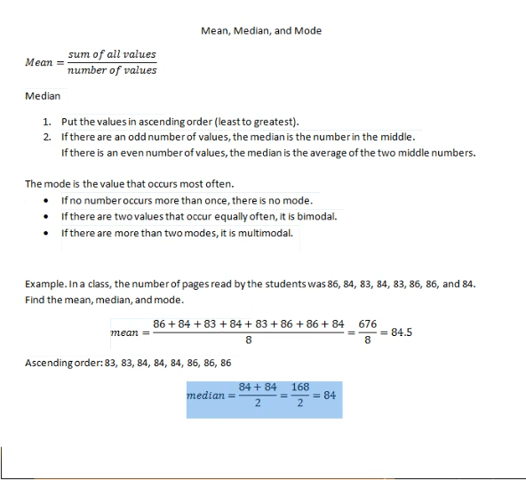 Mean, Median, and Mode
Mean = sum of all values / number of values
Median
1. Put the values in ascending order (least to greatest).
2. If there are an odd number of values, the median is the number in the middle.
If there is an even number of values, the median is the average of the two middle numbers.
The mode is the value that occurs most often.
• If no number occurs more than once, there is no mode.
• If there are two values that occur equally often, it is bimodal.
• If there are more than two modes, it is multimodal.
Example. In a class, the number of pages read by the students was 86, 84, 83, 84, 83, 86, 86, and 84.
Find the mean, median, and mode.
mean = 86 + 84 + 83 + 84 + 83 + 86 + 86 + 84 / 8 = 676 / 8 = 84.5
Ascending order: 83, 83, 84, 84, 84, 86, 86, 86
median = 84 + 84 / 2 = 168 / 2 = 84